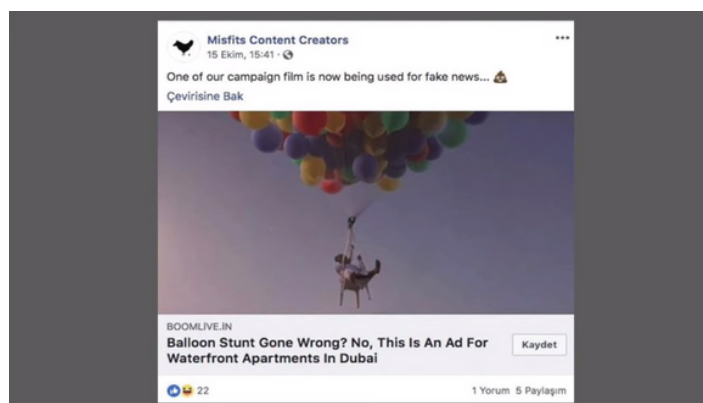 Misfits Content Creators
15 Ekim, 15:41 ·
One of our campaign film is now being used for fake news... 💩
Çevirisine Bak
BOOMLIVE.IN
Balloon Stunt Gone Wrong? No, This Is An Ad For
Waterfront Apartments In Dubai
Kaydet
22
1 Yorum 5 Paylaşım